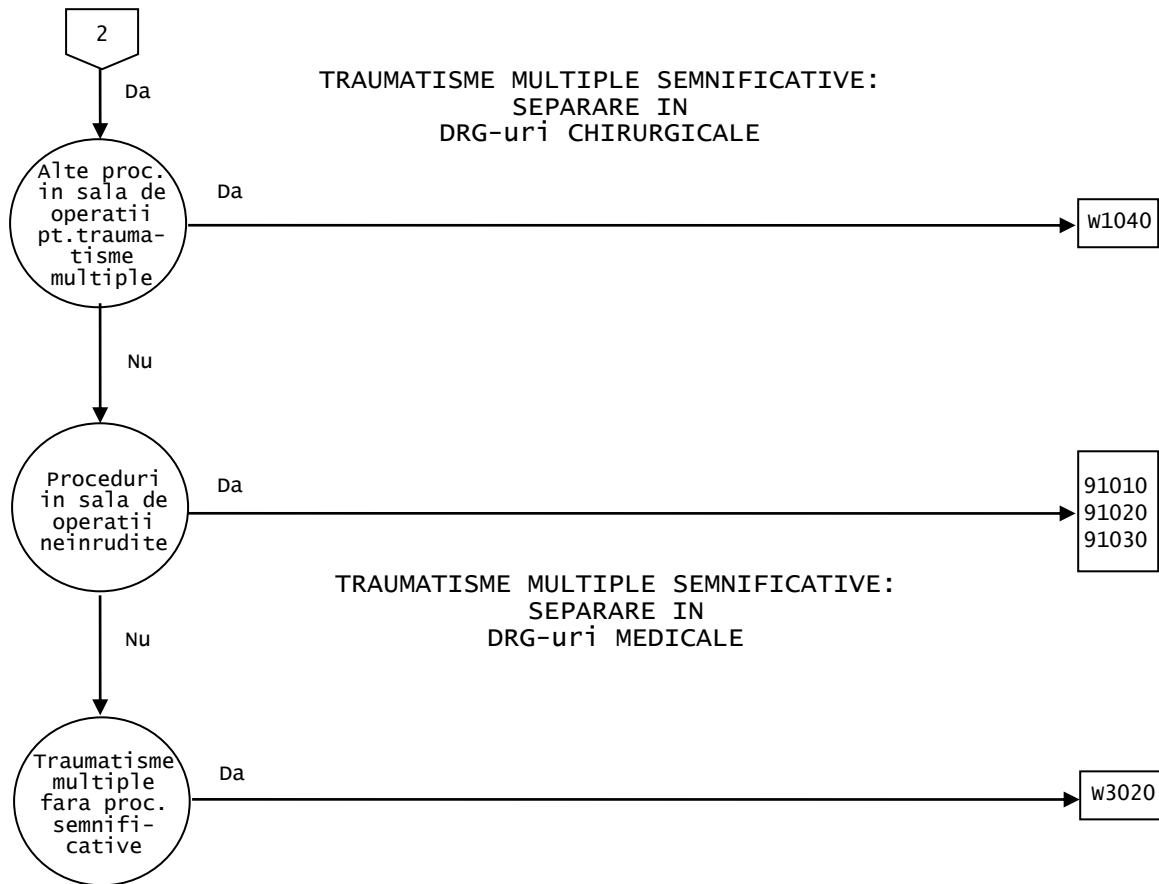 2
Da
TRAUMATISME MULTIPLE SEMNIFICATIVE:
SEPARARE IN
DRG-uri CHIRURGICALE
Alte proc.
in sala de
operatii
pt.trauma-
tisme
multiple
Da
W1040
Nu
Proceduri
in sala de
operatii
neinrudite
Da
91010
91020
91030
TRAUMATISME MULTIPLE SEMNIFICATIVE:
SEPARARE IN
DRG-uri MEDICALE
Nu
Traumatisme
multiple
fara proc.
semnifi-
cative
Da
W3020